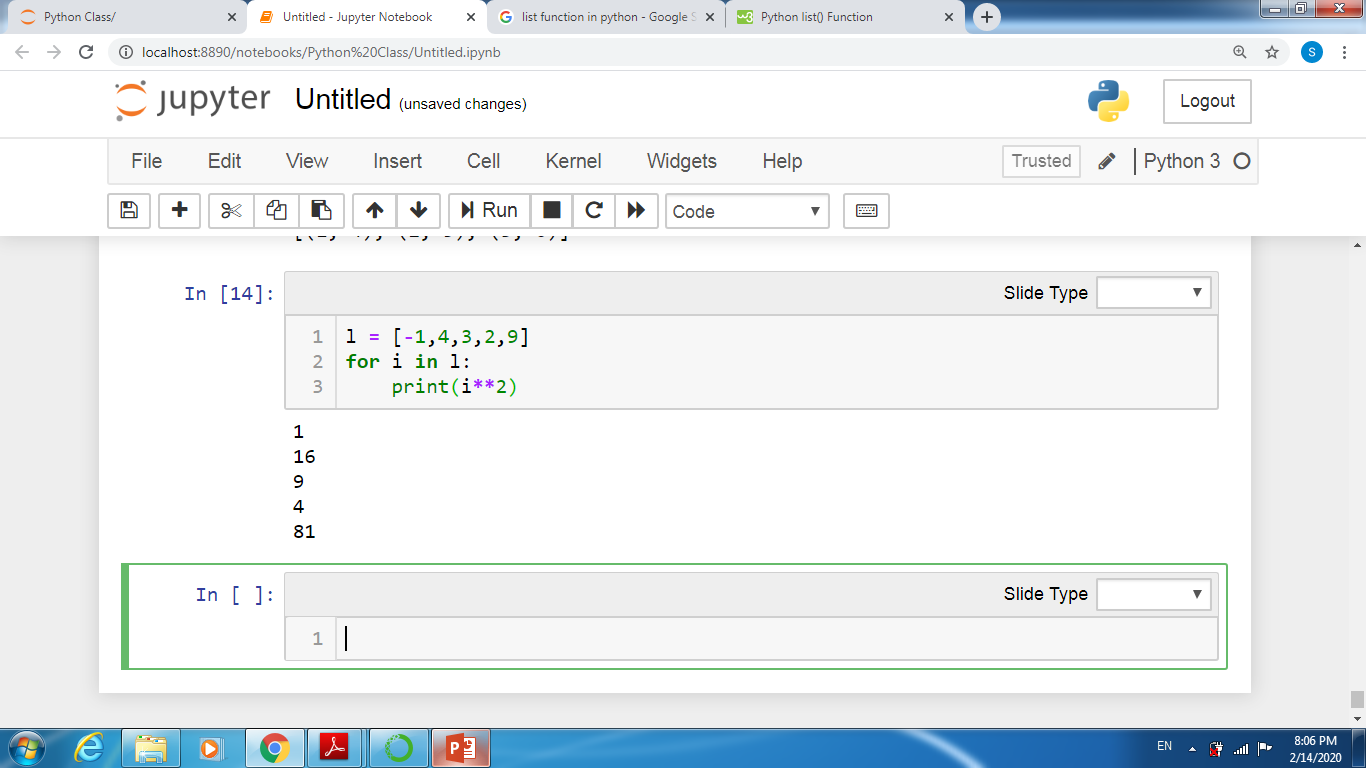 Python Class/
Untitled - Jupyter Notebook
list function in python - Google S
Python list() Function
localhost:8890/notebooks/Python%20Class/Untitled.ipynb
S
jupyter Untitled (unsaved changes)
Logout
File Edit View Insert Cell Kernel Widgets Help Trusted Python 3
Run Code
In [14]: Slide Type
1 l = [-1,4,3,2,9]
2 for i in l:
3 print(i**2)
1
16
9
4
81
In [ ]: Slide Type
1
EN
8:06 PM
2/14/2020